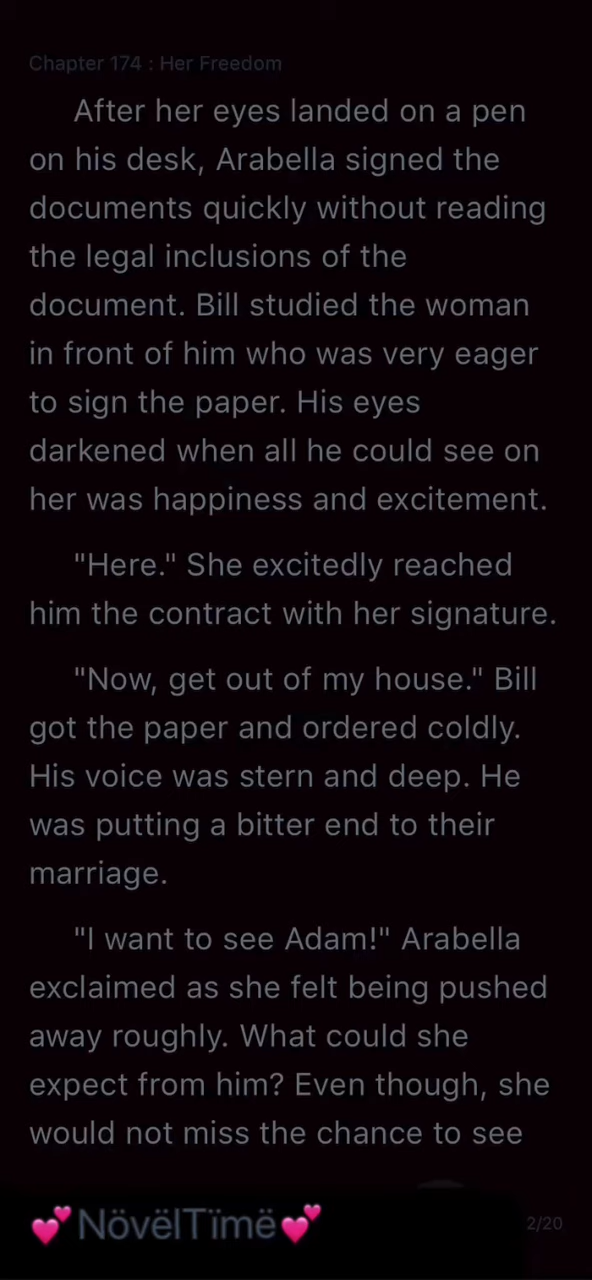 Chapter 174 : Her Freedom
After her eyes landed on a pen
on his desk, Arabella signed the
documents quickly without reading
the legal inclusions of the
document. Bill studied the woman
in front of him who was very eager
to sign the paper. His eyes
darkened when all he could see on
her was happiness and excitement.
"Here." She excitedly reached
him the contract with her signature.
"Now, get out of my house." Bill
got the paper and ordered coldly.
His voice was stern and deep. He
was putting a bitter end to their
marriage.
"I want to see Adam!" Arabella
exclaimed as she felt being pushed
away roughly. What could she
expect from him? Even though, she
would not miss the chance to see
💕NövëlTïmë💕
2/20